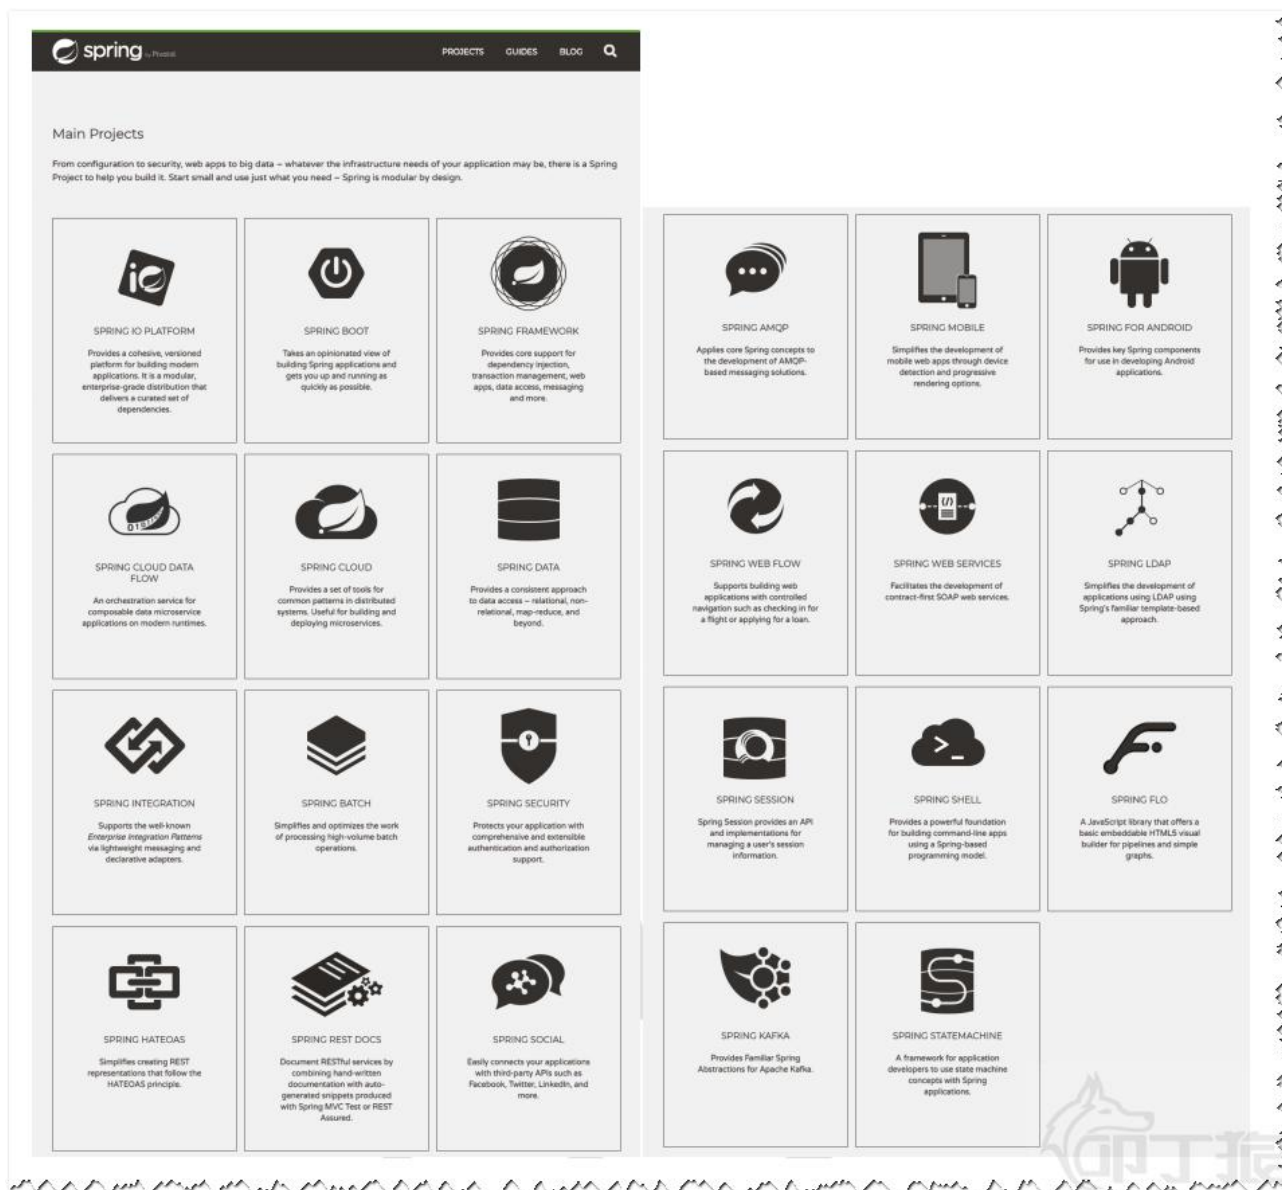 spring by Pivotal
PROJECTS GUIDES BLOG
Main Projects
From configuration to security, web apps to big data – whatever the infrastructure needs of your application may be, there is a Spring
Project to help you build it. Start small and use just what you need – Spring is modular by design.
iO
SPRING IO PLATFORM
Provides a cohesive, versioned
platform for building modern
applications. It is a modular,
enterprise-grade distribution that
delivers a curated set of
dependencies.
SPRING BOOT
Takes an opinionated view of
building Spring applications and
gets you up and running as
quickly as possible.
SPRING FRAMEWORK
Provides core support for
dependency injection,
transaction management, web
apps, data access, messaging
and more.
SPRING CLOUD DATA
FLOW
An orchestration service for
composable data microservice
applications on modern runtimes.
SPRING CLOUD
Provides a set of tools for
common patterns in distributed
systems. Useful for building and
deploying microservices.
SPRING DATA
Provides a consistent approach
to data access – relational, non-
relational, map-reduce, and
beyond.
SPRING INTEGRATION
Supports the well-known
Enterprise Integration Patterns
via lightweight messaging and
declarative adapters.
SPRING BATCH
Simplifies and optimizes the work
of processing high-volume batch
operations.
SPRING SECURITY
Protects your application with
comprehensive and extensible
authentication and authorization
support.
SPRING HATEOAS
Simplifies creating REST
representations that follow the
HATEOAS principle.
SPRING REST DOCS
Document RESTful services by
combining hand-written
documentation with auto-
generated snippets produced
with Spring MVC Test or REST
Assured.
SPRING SOCIAL
Easily connects your applications
with third-party APIs such as
Facebook, Twitter, LinkedIn, and
more.
SPRING AMQP
Applies core Spring concepts to
the development of AMQP-
based messaging solutions.
SPRING MOBILE
Simplifies the development of
mobile web apps through device
detection and progressive
rendering options.
SPRING FOR ANDROID
Provides key Spring components
for use in developing Android
applications.
SPRING WEB FLOW
Supports building web
applications with controlled
navigation such as checking in for
a flight or applying for a loan.
SPRING WEB SERVICES
Facilitates the development of
contract-first SOAP web services.
SPRING LDAP
Simplifies the development of
applications using LDAP using
Spring's familiar template-based
approach.
SPRING SESSION
Spring Session provides an API
and implementations for
managing a user's session
information.
SPRING SHELL
Provides a powerful foundation
for building command-line apps
using a Spring-based
programming model.
SPRING FLO
A JavaScript library that offers a
basic embeddable HTML5 visual
builder for pipelines and simple
graphs.
SPRING KAFKA
Provides Familiar Spring
Abstractions for Apache Kafka.
SPRING STATEMACHINE
A framework for application
developers to use state machine
concepts with Spring
applications.